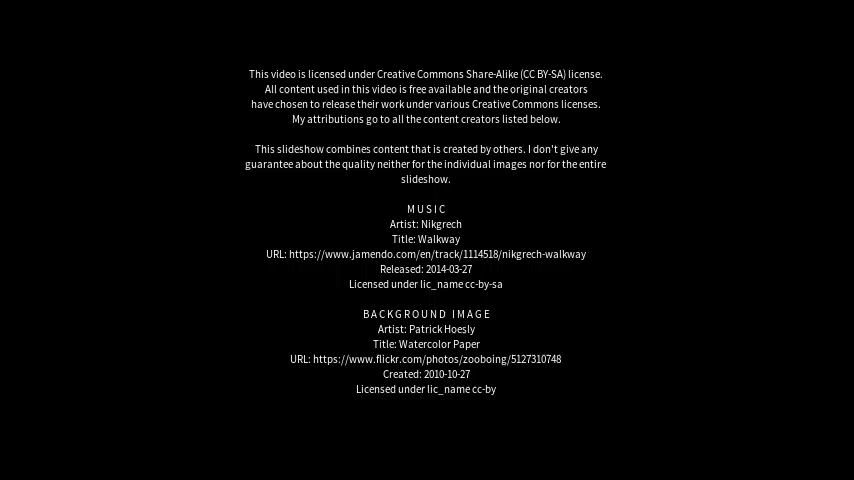 This video is licensed under Creative Commons Share-Alike (CC BY-SA) license.
All content used in this video is free available and the original creators
have chosen to release their work under various Creative Commons licenses.
My attributions go to all the content creators listed below.
This slideshow combines content that is created by others. I don't give any
guarantee about the quality neither for the individual images nor for the entire
slideshow.
MUSIC
Artist: Nikgrech
Title: Walkway
URL: https://www.jamendo.com/en/track/1114518/nikgrech-walkway
Released: 2014-03-27
Licensed under lic_name cc-by-sa
BACKGROUND IMAGE
Artist: Patrick Hoesly
Title: Watercolor Paper
URL: https://www.flickr.com/photos/zooboing/5127310748
Created: 2010-10-27
Licensed under lic_name cc-by